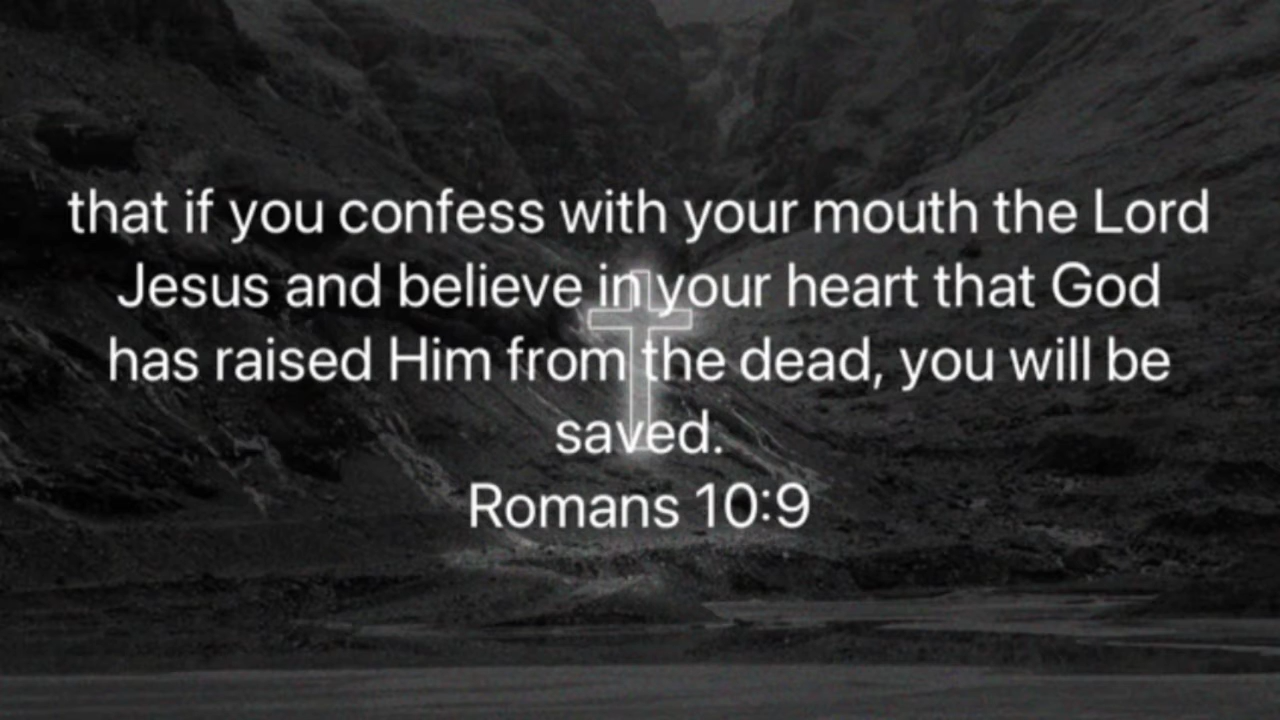 that if you confess with your mouth the Lord
Jesus and believe in your heart that God
has raised Him from the dead, you will be
saved.
Romans 10:9